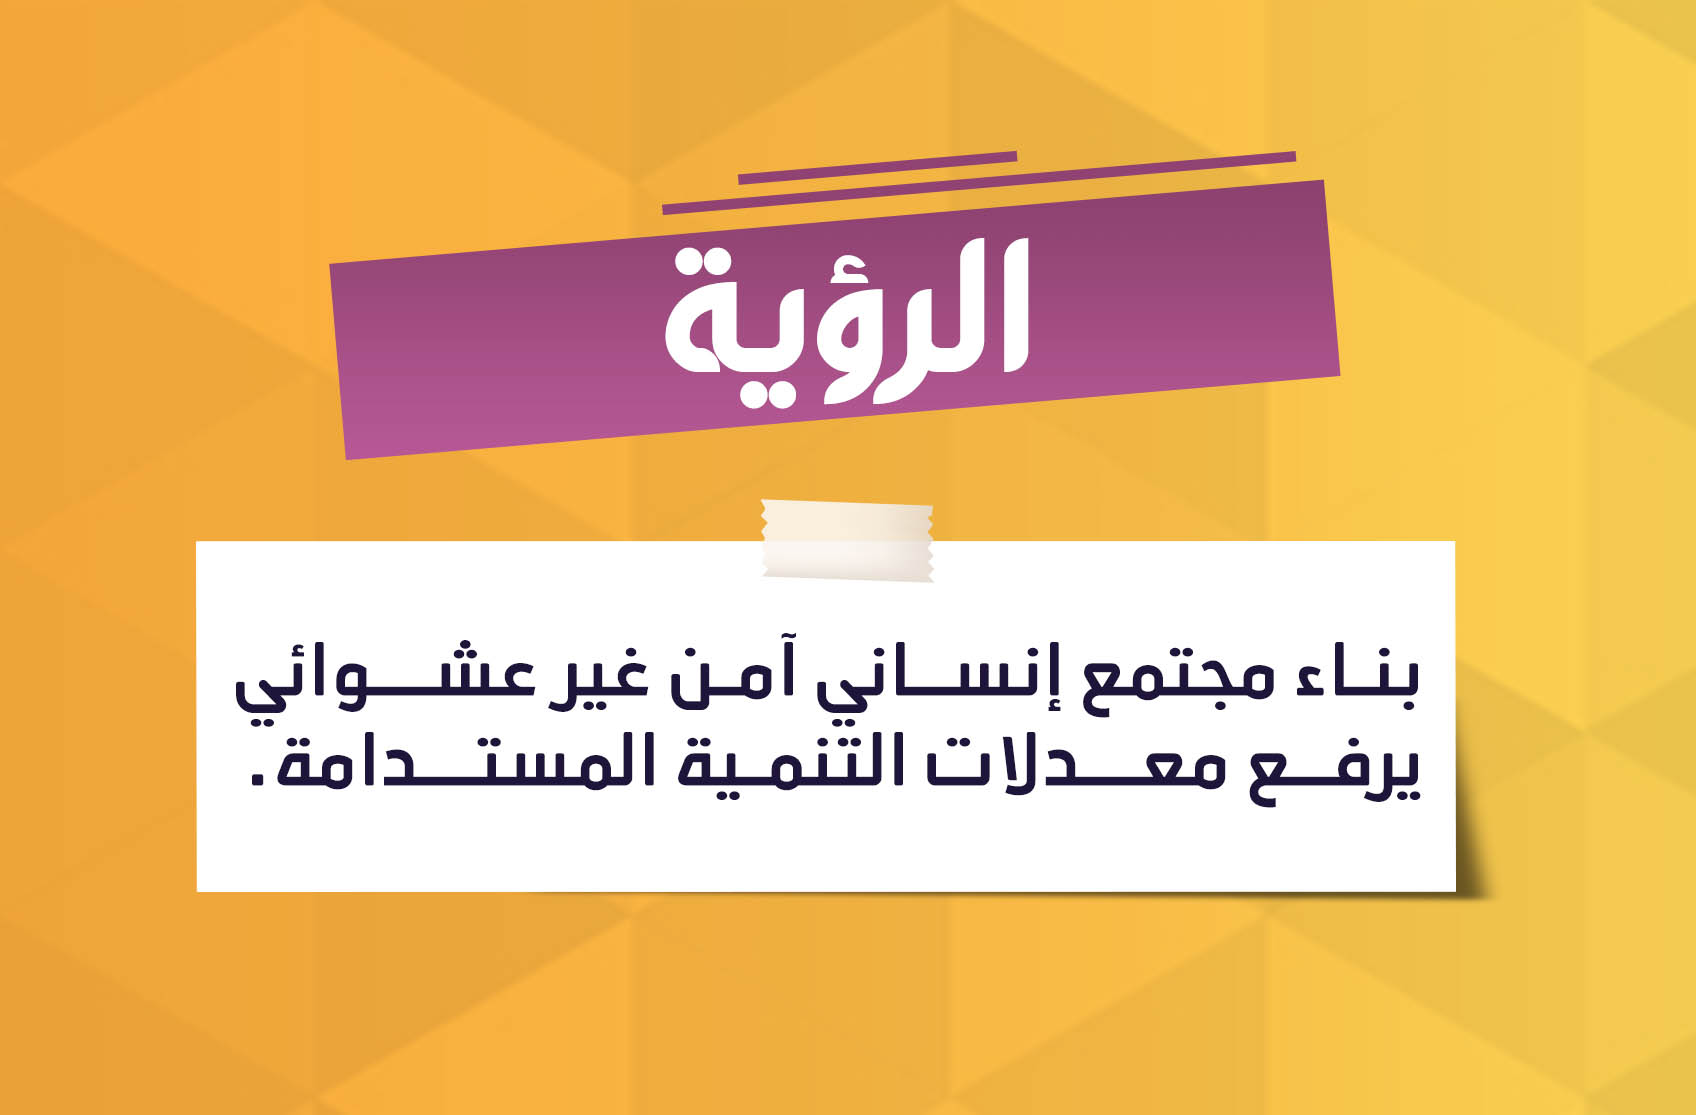 الرؤية
بناء مجتمع إنساني آمن غير عشوائي
يرفع معدلات التنمية المستدامة.